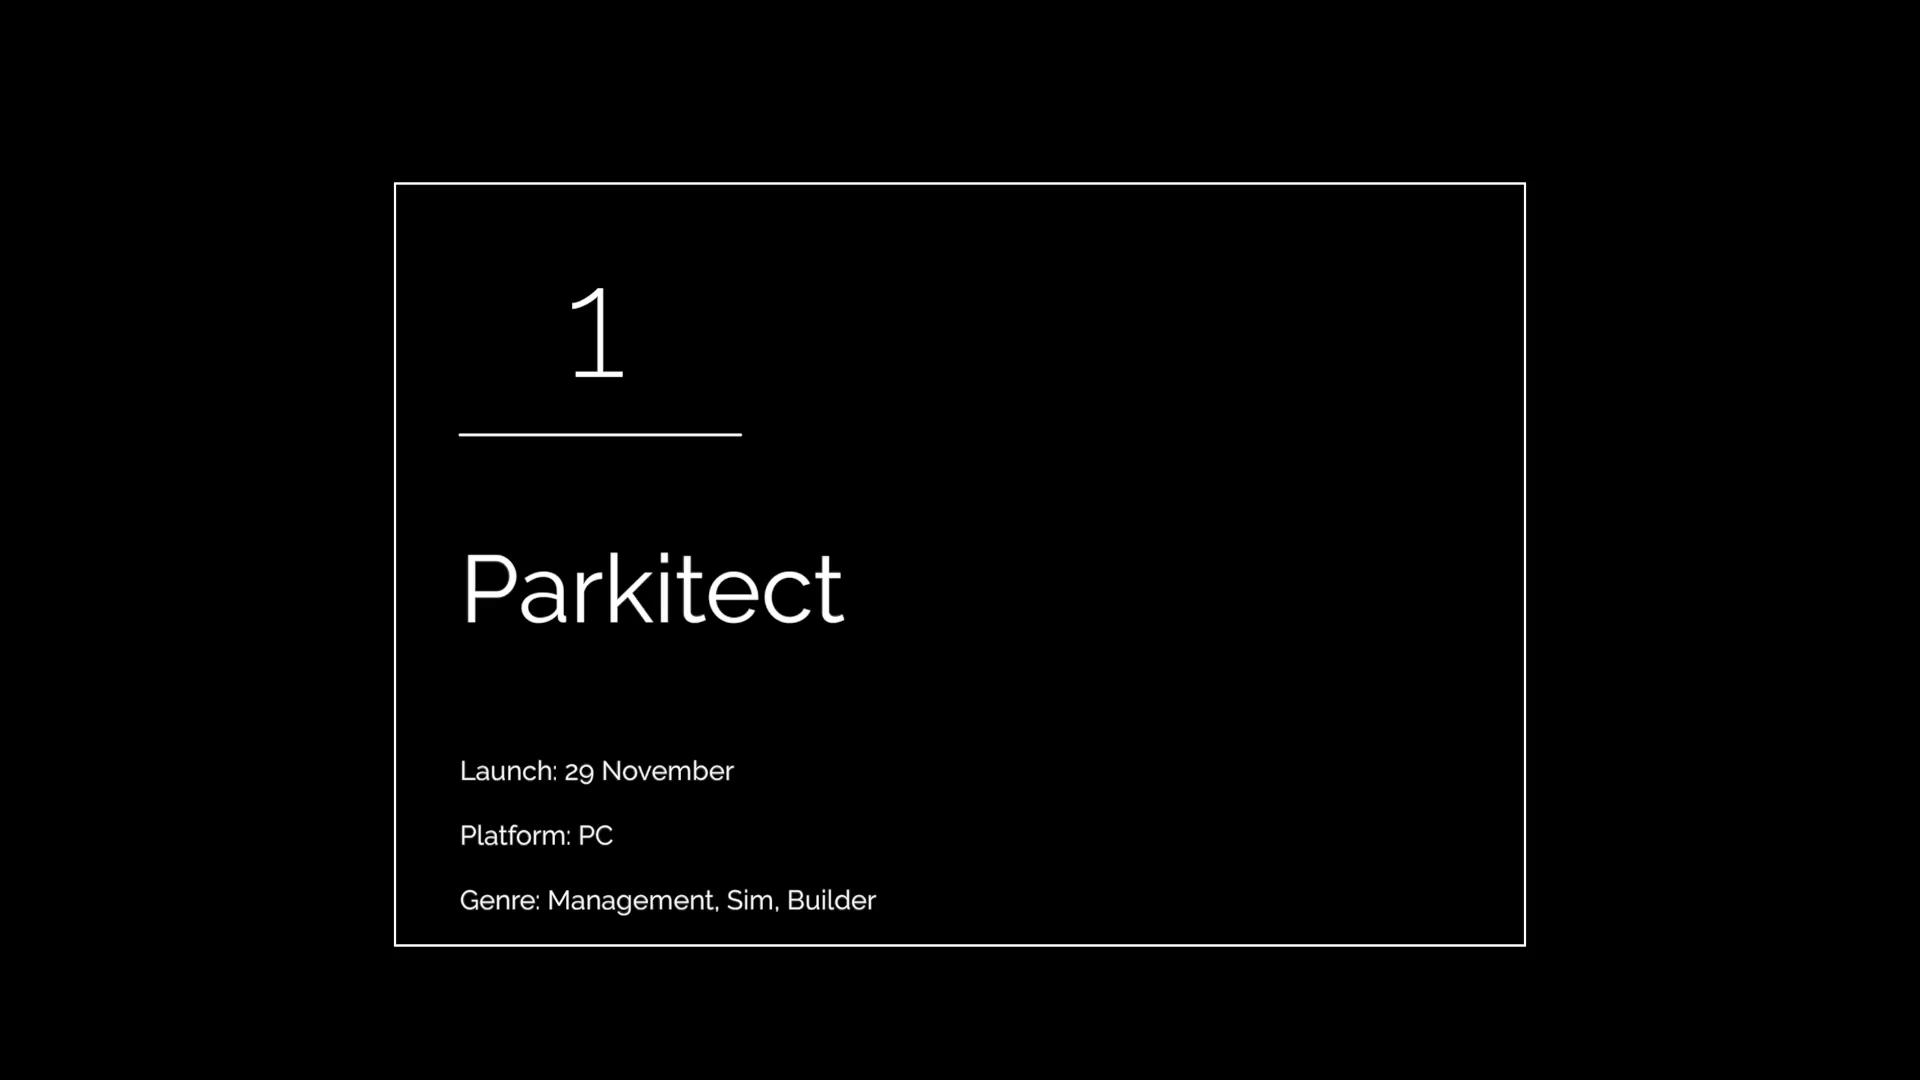 1
Parkitect
Launch: 29 November
Platform: PC
Genre: Management, Sim, Builder